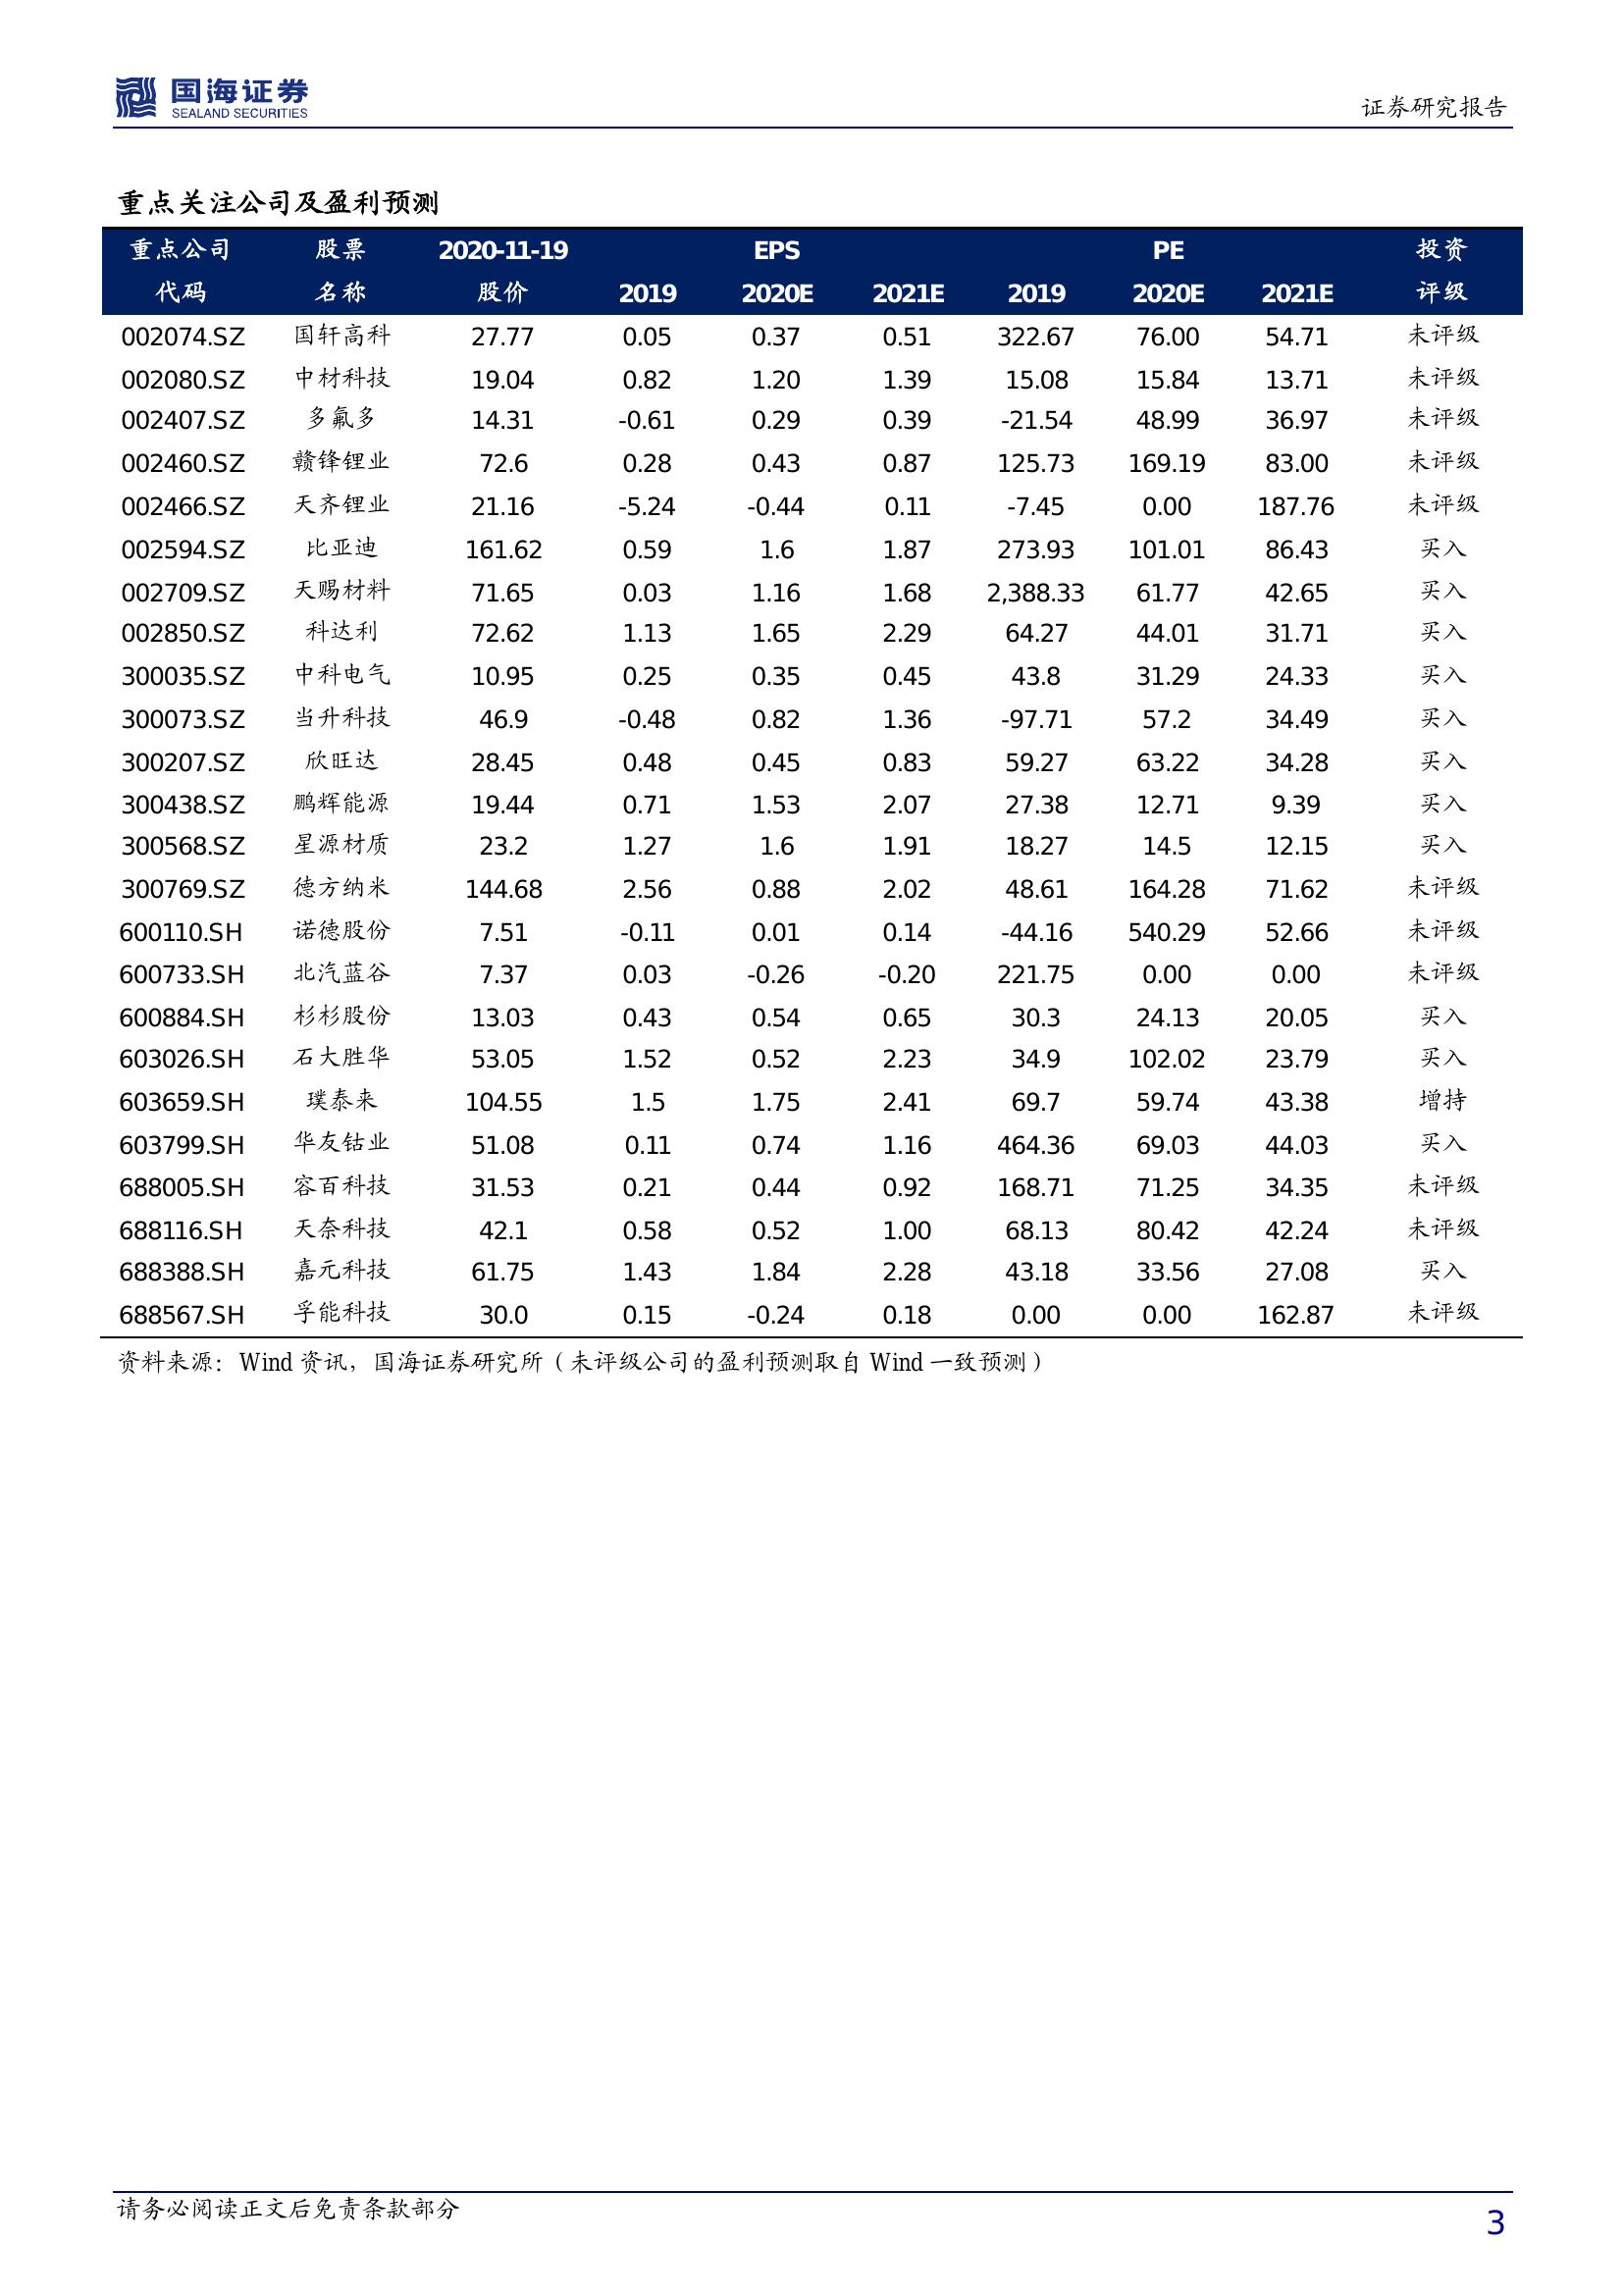 国海证券
SEALAND SECURITIES
证券研究报告
重点关注公司及盈利预测
重点公司 股票 2020-11-19 EPS PE 投资
代码 名称 股价 2019 2020E 2021E 2019 2020E 2021E 评级
002074.SZ 国轩高科 27.77 0.05 0.37 0.51 322.67 76.00 54.71 未评级
002080.SZ 中材科技 19.04 0.82 1.20 1.39 15.08 15.84 13.71 未评级
002407.SZ 多氟多 14.31 -0.61 0.29 0.39 -21.54 48.99 36.97 未评级
002460.SZ 赣锋锂业 72.6 0.28 0.43 0.87 125.73 169.19 83.00 未评级
002466.SZ 天齐锂业 21.16 -5.24 -0.44 0.11 -7.45 0.00 187.76 未评级
002594.SZ 比亚迪 161.62 0.59 1.6 1.87 273.93 101.01 86.43 买入
002709.SZ 天赐材料 71.65 0.03 1.16 1.68 2,388.33 61.77 42.65 买入
002850.SZ 科达利 72.62 1.13 1.65 2.29 64.27 44.01 31.71 买入
300035.SZ 中科电气 10.95 0.25 0.35 0.45 43.8 31.29 24.33 买入
300073.SZ 当升科技 46.9 -0.48 0.82 1.36 -97.71 57.2 34.49 买入
300207.SZ 欣旺达 28.45 0.48 0.45 0.83 59.27 63.22 34.28 买入
300438.SZ 鹏辉能源 19.44 0.71 1.53 2.07 27.38 12.71 9.39 买入
300568.SZ 星源材质 23.2 1.27 1.6 1.91 18.27 14.5 12.15 买入
300769.SZ 德方纳米 144.68 2.56 0.88 2.02 48.61 164.28 71.62 未评级
600110.SH 诺德股份 7.51 -0.11 0.01 0.14 -44.16 540.29 52.66 未评级
600733.SH 北汽蓝谷 7.37 0.03 -0.26 -0.20 221.75 0.00 0.00 未评级
600884.SH 杉杉股份 13.03 0.43 0.54 0.65 30.3 24.13 20.05 买入
603026.SH 石大胜华 53.05 1.52 0.52 2.23 34.9 102.02 23.79 买入
603659.SH 璞泰来 104.55 1.5 1.75 2.41 69.7 59.74 43.38 增持
603799.SH 华友钴业 51.08 0.11 0.74 1.16 464.36 69.03 44.03 买入
688005.SH 容百科技 31.53 0.21 0.44 0.92 168.71 71.25 34.35 未评级
688116.SH 天奈科技 42.1 0.58 0.52 1.00 68.13 80.42 42.24 未评级
688388.SH 嘉元科技 61.75 1.43 1.84 2.28 43.18 33.56 27.08 买入
688567.SH 孚能科技 30.0 0.15 -0.24 0.18 0.00 0.00 162.87 未评级
资料来源：Wind 资讯，国海证券研究所（未评级公司的盈利预测取自 Wind 一致预测）
请务必阅读正文后免责条款部分
3